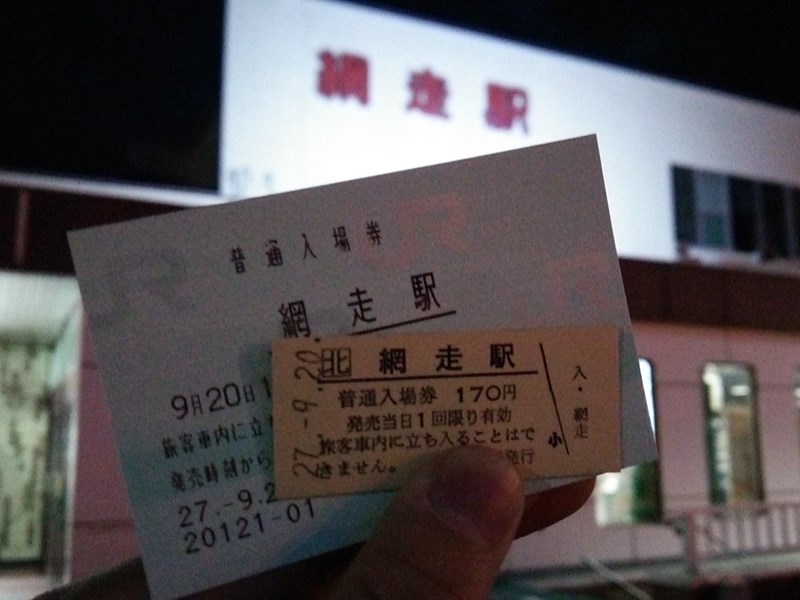 網走駅
普通入場券
網走駅
9月20日
旅客車内に立ち
発売時刻から
27.-9.2
20121-01
27.-9.20
北 網走駅
普通入場券 170円
発売当日1回限り有効
旅客車内に立ち入ることはで
きません。 発行
小
入・網走
JR